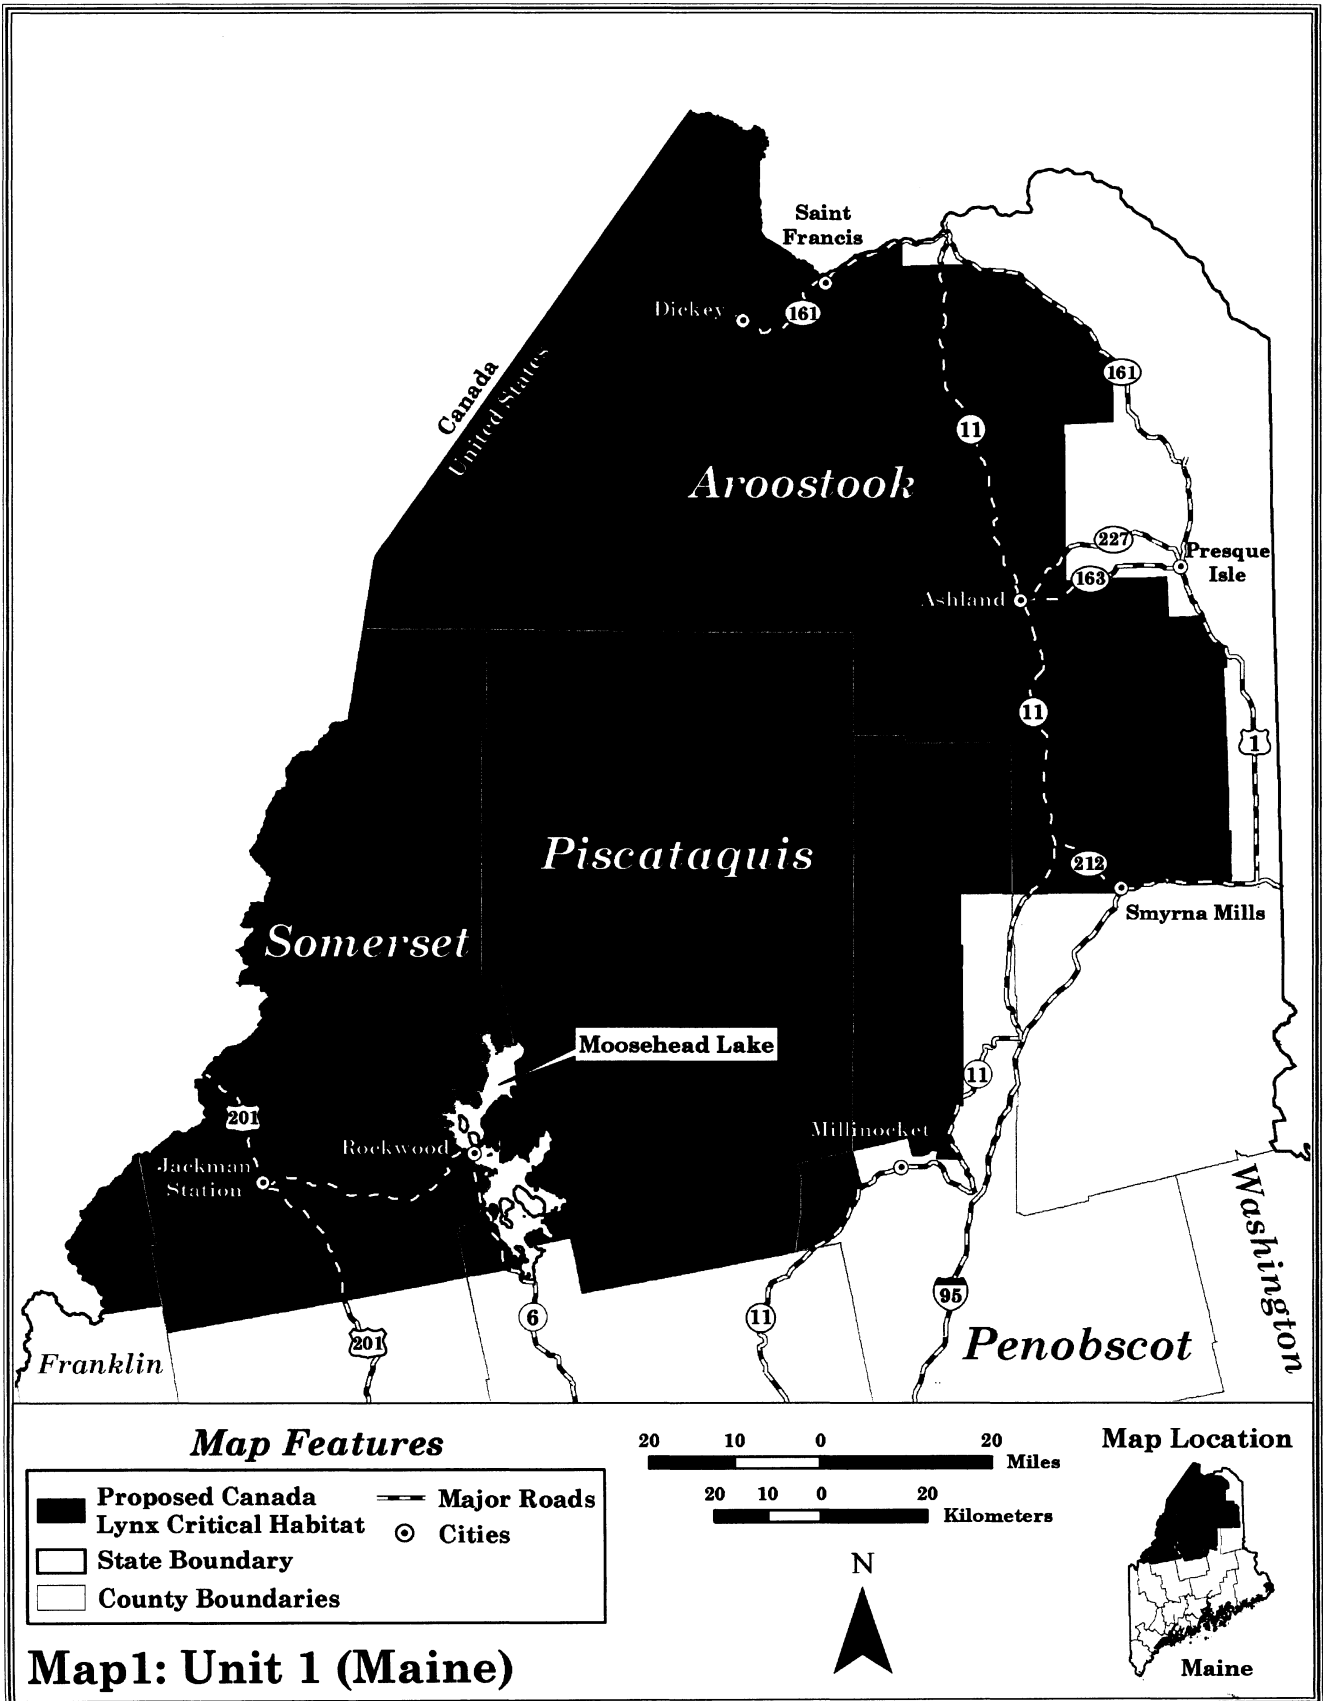 Saint
Francis
Dickey
161
Canada
United States
161
11
Aroostook
227
Presque
Isle
163
Ashland
11
1
Piscataquis
212
Smyrna Mills
Somerset
Moosehead Lake
11
201
Millinocket
Rockwood
Jackman
Station
Washington
95
6
11
201
Penobscot
Franklin
Map Features
Proposed Canada
Lynx Critical Habitat
State Boundary
County Boundaries
Major Roads
Cities
20 10 0 20
Miles
20 10 0 20
Kilometers
N
Map Location
Maine
Map1: Unit 1 (Maine)